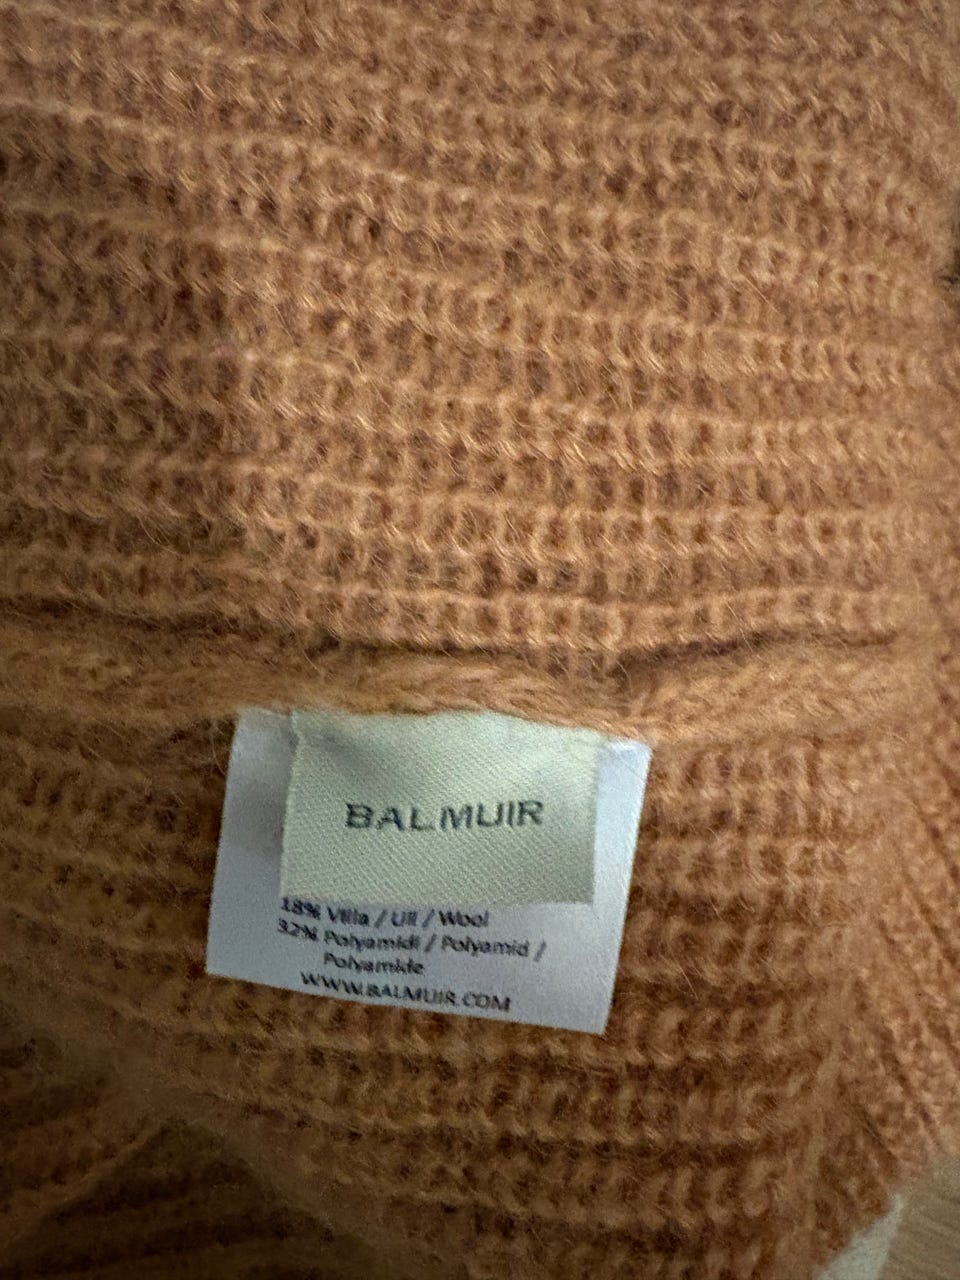 BALMUIR
18% Villa / Ull / Wool
32% Polyamidi / Polyamid /
Polyamide
WWW.BALMUIR.COM